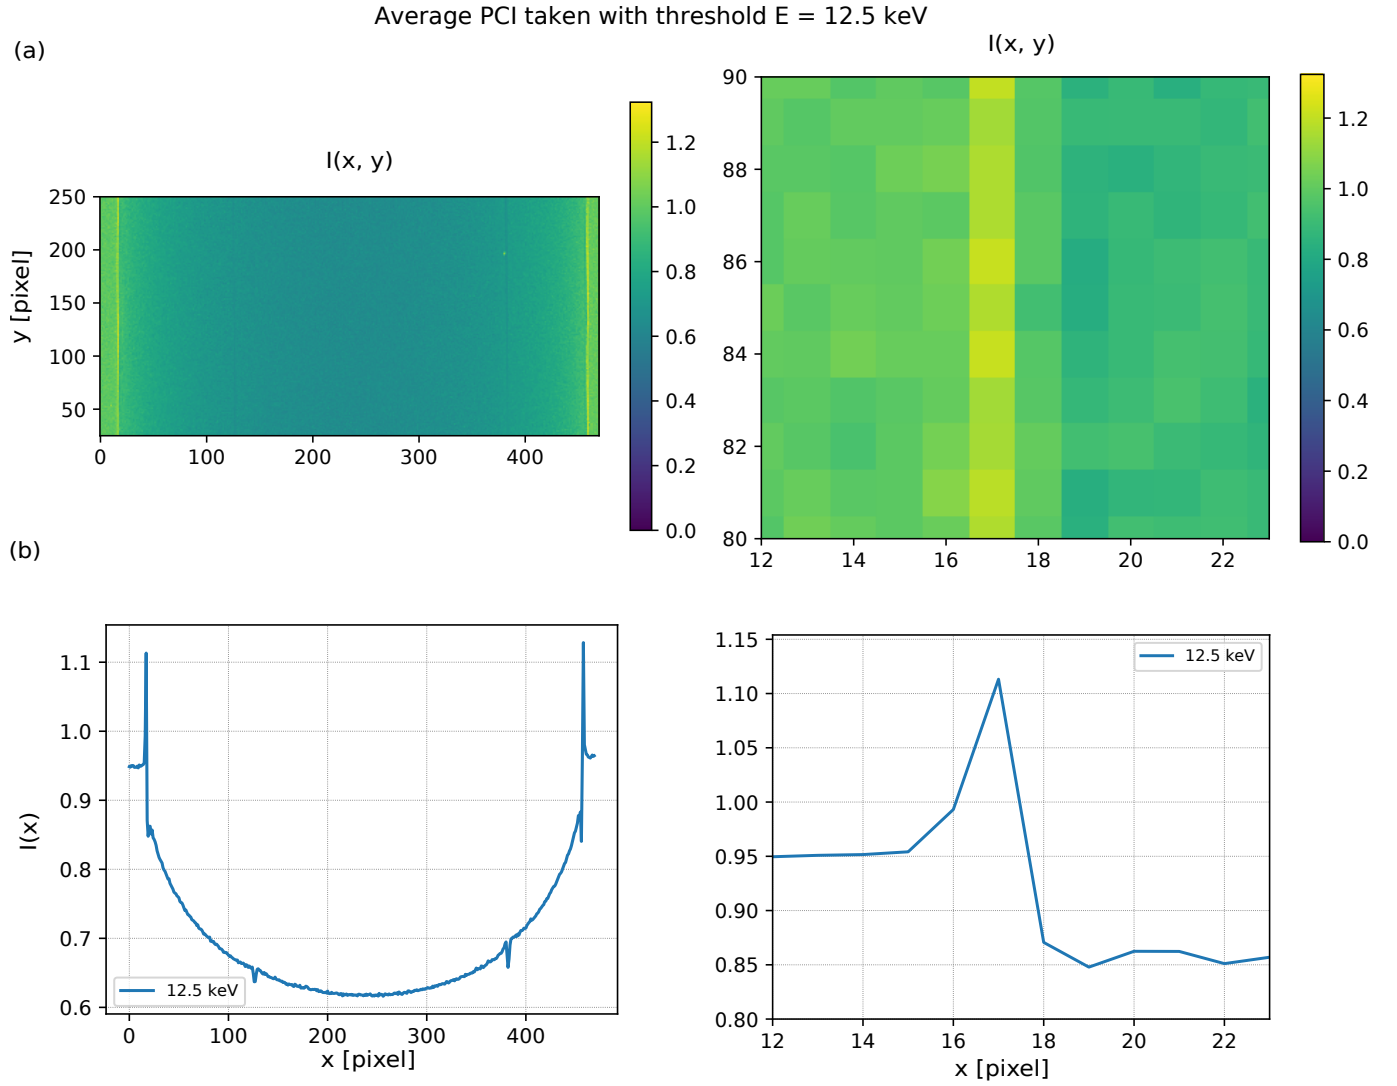 Average PCI taken with threshold E = 12.5 keV
(a)
I(x, y)
y [pixel]
250
200
150
100
50
0 100 200 300 400
1.2
1.0
0.8
0.6
0.4
0.2
0.0
I(x, y)
90
88
86
84
82
80
12 14 16 18 20 22
1.2
1.0
0.8
0.6
0.4
0.2
0.0
(b)
I(x)
1.1
1.0
0.9
0.8
0.7
0.6
12.5 keV
0 100 200 300 400
x [pixel]
1.15
1.10
1.05
1.00
0.95
0.90
0.85
0.80
12.5 keV
12 14 16 18 20 22
x [pixel]